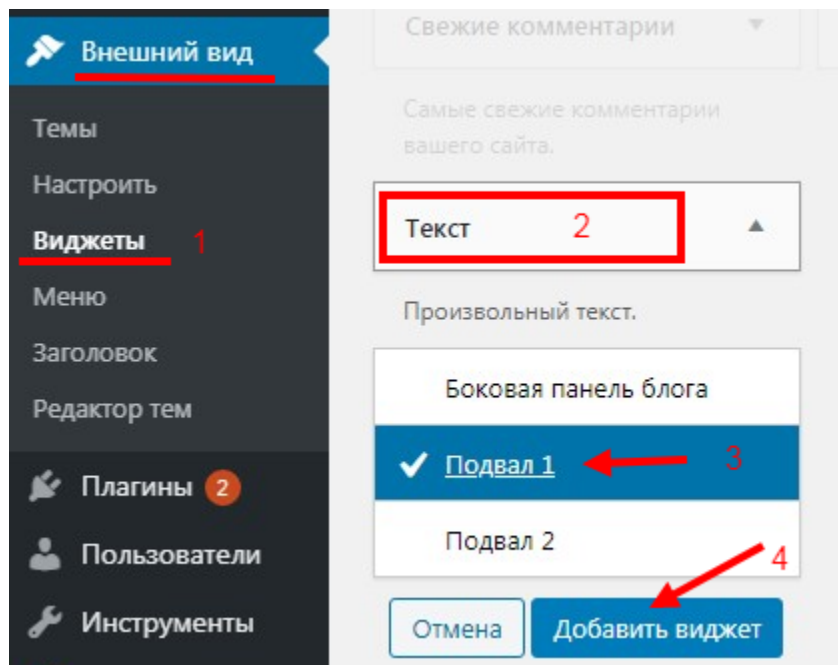 Внешний вид
Темы
Настроить
Виджеты 1
Меню
Заголовок
Редактор тем
Плагины 2
Пользователи
Инструменты
Свежие комментарии
Самые свежие комментарии
вашего сайта.
Текст 2
Произвольный текст.
Боковая панель блога
Подвал 1 3
Подвал 2
4
Отмена Добавить виджет